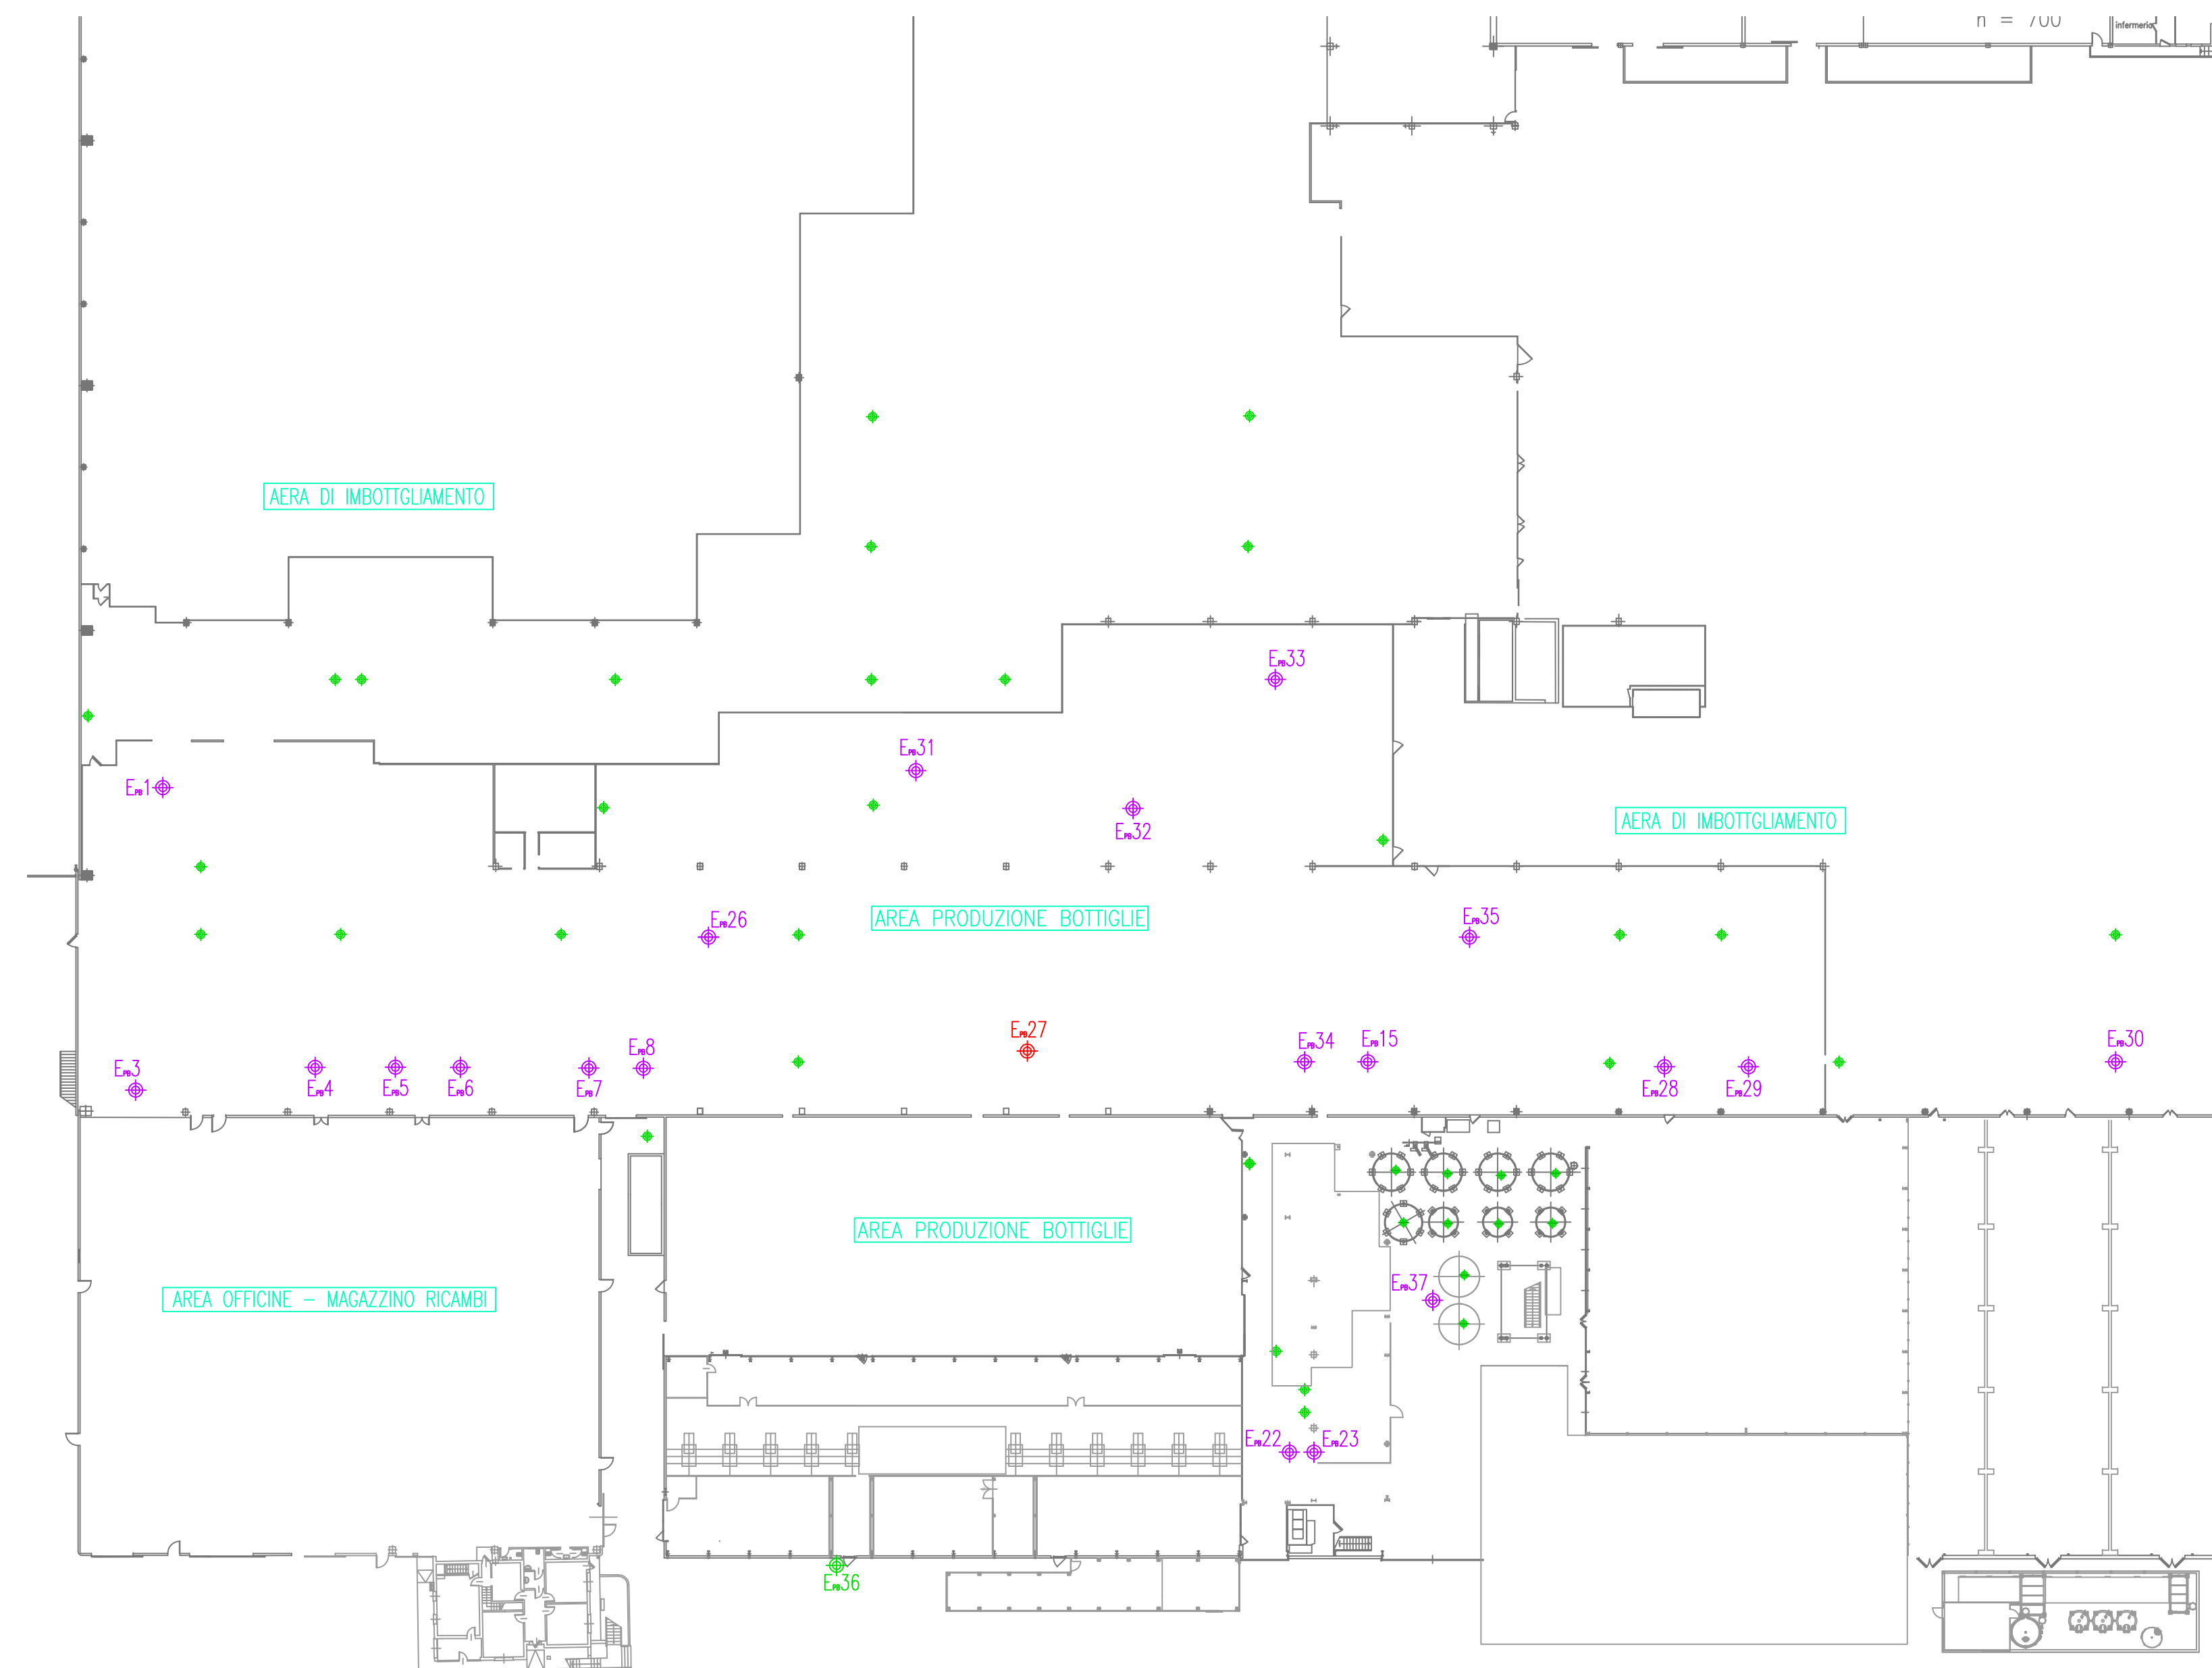 h = 700
infermeria
AERA DI IMBOTTGLIAMENTO
EPB33
EPB31
EPB1
EPB32
AERA DI IMBOTTGLIAMENTO
EPB26
AREA PRODUZIONE BOTTIGLIE
EPB35
EPB27
EPB8
EPB34
EPB15
EPB30
EPB3
EPB4
EPB5
EPB6
EPB7
EPB28
EPB29
AREA PRODUZIONE BOTTIGLIE
EPB37
AREA OFFICINE - MAGAZZINO RICAMBI
EPB22
EPB23
EPB36